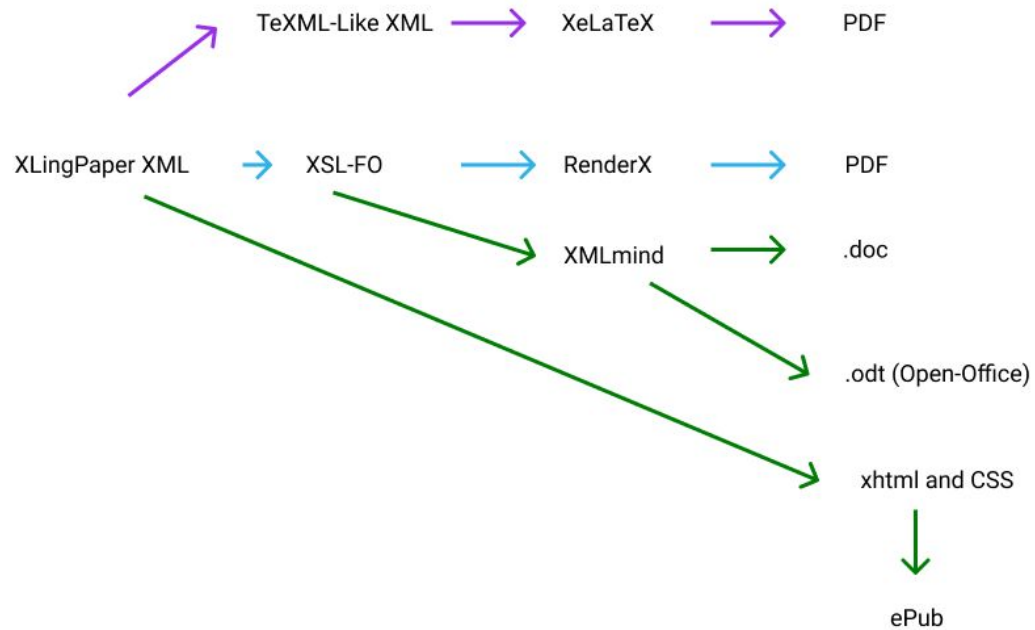 TeXML-Like XML
XeLaTeX
PDF
XLingPaper XML
XSL-FO
RenderX
PDF
XMLmind
.doc
.odt (Open-Office)
xhtml and CSS
ePub